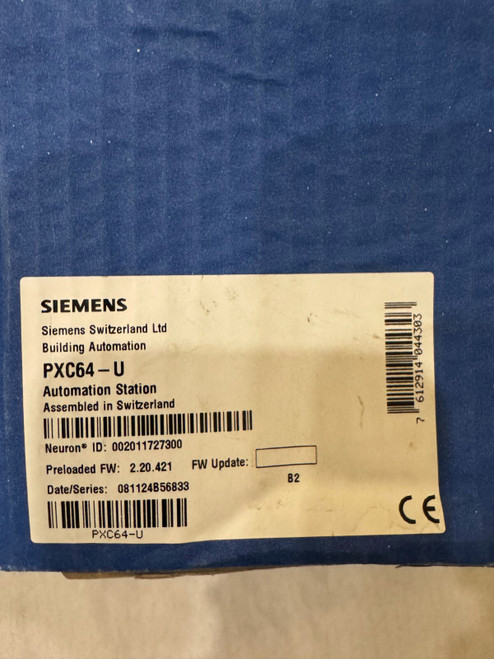 SIEMENS
Siemens Switzerland Ltd
Building Automation
PXC64-U
Automation Station
Assembled in Switzerland
Neuron® ID: 002011727300
Preloaded FW: 2.20.421 FW Update:
B2
Date/Series: 081124B56833
PXC64-U
CE
7 612914 044303